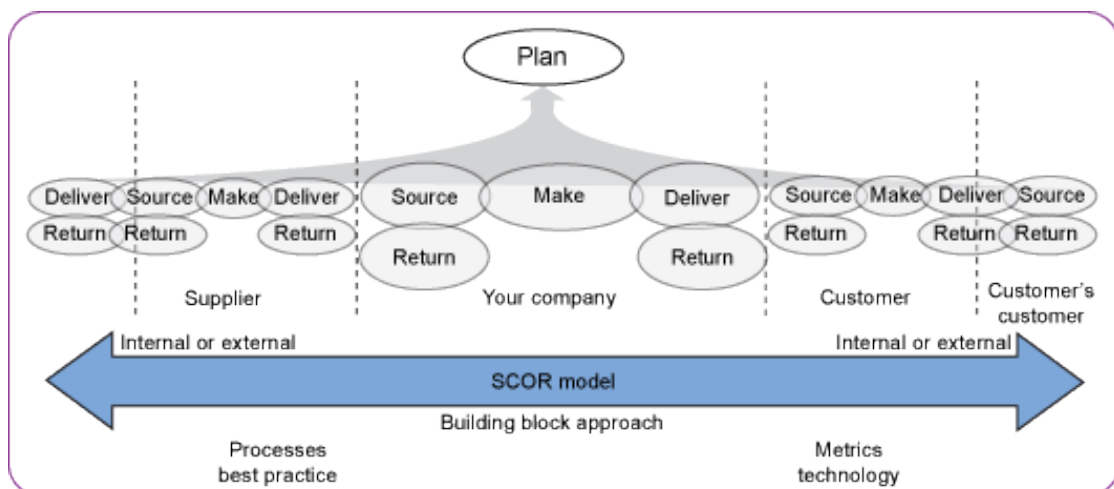 Plan
Deliver Source Make Deliver Source Make Deliver Source Make Deliver Source
Return Return Return Return Return Return Return Return
Supplier Your company Customer Customer's
customer
Internal or external Internal or external
SCOR model
Building block approach
Processes Metrics
best practice technology